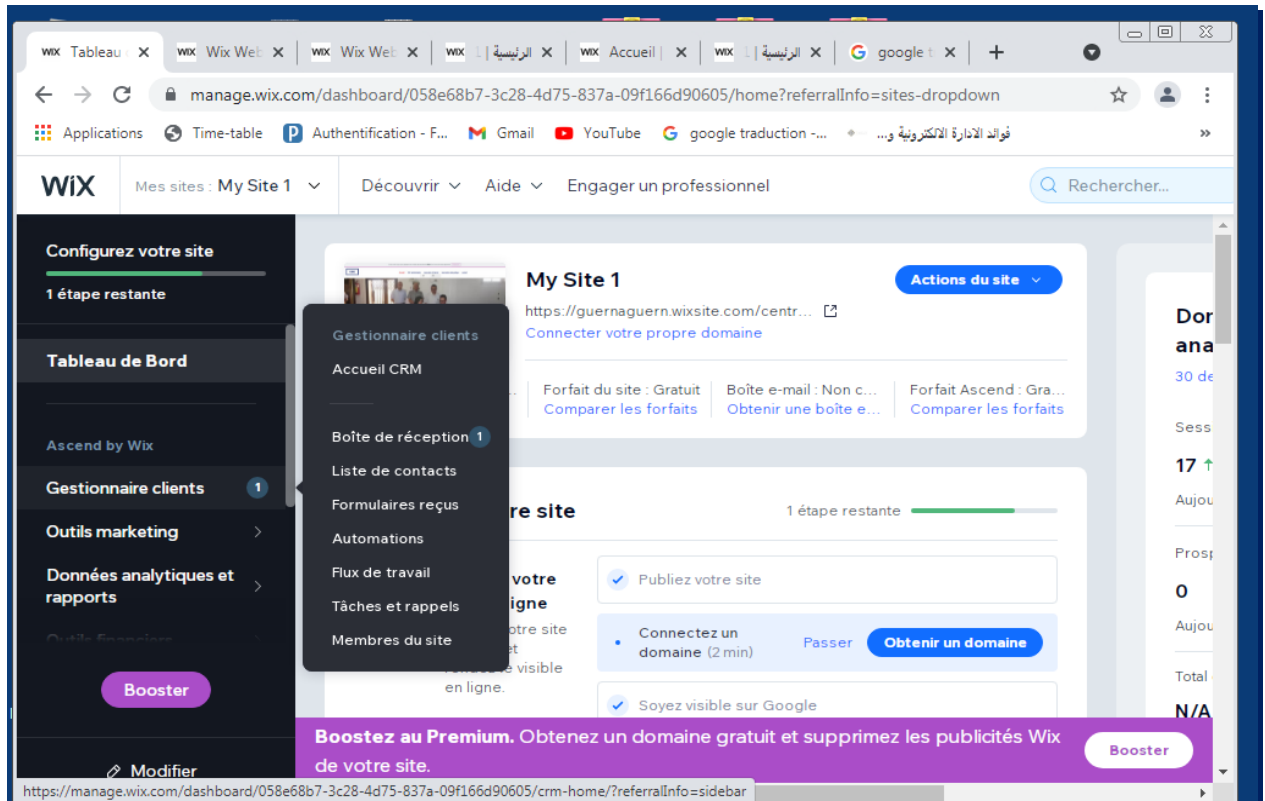 WIX Tableau
WIX Wix Web
WIX Wix Web
WIX الرئيسية |
WIX Accueil |
WIX الرئيسية |
google t
manage.wix.com/dashboard/058e68b7-3c28-4d75-837a-09f166d90605/home?referralInfo=sites-dropdown
Applications
Time-table
Authentification - F...
Gmail
YouTube
google traduction -...
فوائد الادارة الالكترونية و...
»
WiX
Mes sites : My Site 1
Découvrir
Aide
Engager un professionnel
Rechercher...
Configurez votre site
1 étape restante
Tableau de Bord
Ascend by Wix
Gestionnaire clients 1
Outils marketing
Données analytiques et
rapports
Outils financiers
Booster
Modifier
Gestionnaire clients
Accueil CRM
Boîte de réception 1
Liste de contacts
Formulaires reçus
Automations
Flux de travail
Tâches et rappels
Membres du site
My Site 1
https://guernaguern.wixsite.com/centr...
Connecter votre propre domaine
Actions du site
Forfait du site : Gratuit
Comparer les forfaits
Boîte e-mail : Non c...
Obtenir une boîte e...
Forfait Ascend : Gra...
Comparer les forfaits
re site
1 étape restante
votre
igne
otre site
et
visible
en ligne.
Publiez votre site
Connectez un
domaine (2 min)
Passer
Obtenir un domaine
Soyez visible sur Google
Dor
ana
30 de
Sess
17
Aujou
Prosp
0
Aujou
Total
N/A
Boostez au Premium. Obtenez un domaine gratuit et supprimez les publicités Wix
de votre site.
Booster
https://manage.wix.com/dashboard/058e68b7-3c28-4d75-837a-09f166d90605/crm-home/?referralInfo=sidebar